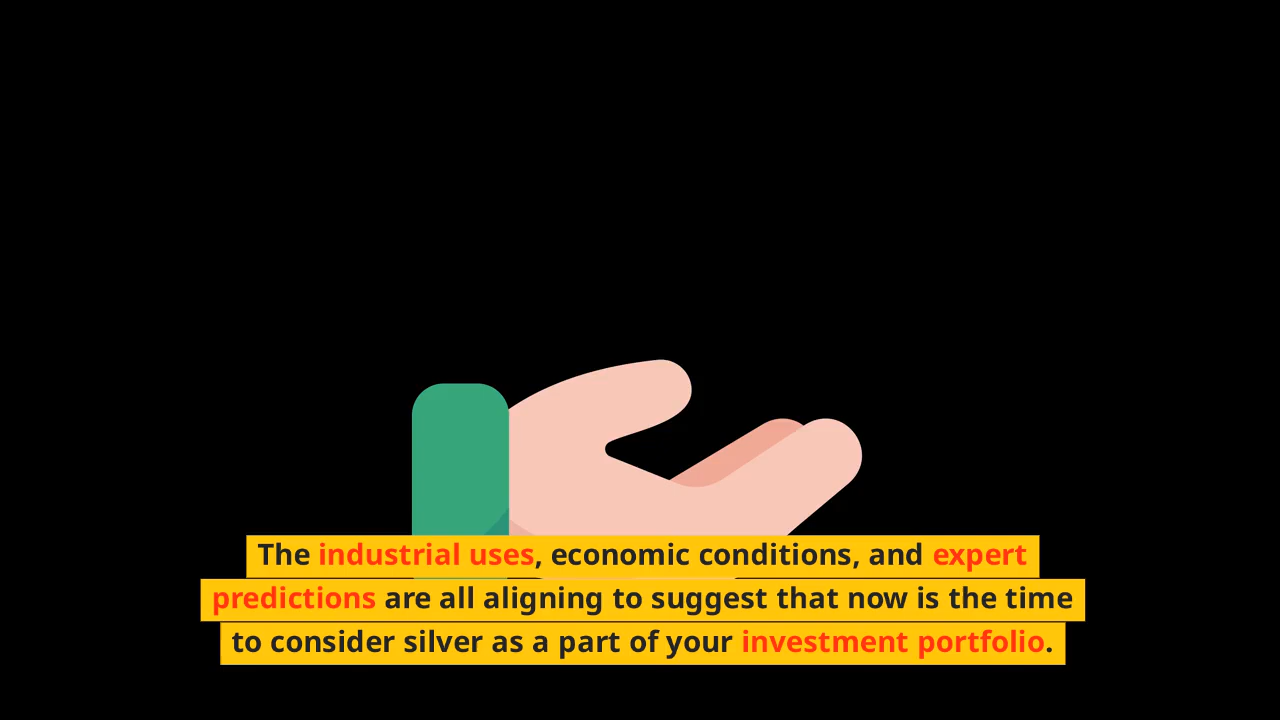 The industrial uses, economic conditions, and expert
predictions are all aligning to suggest that now is the time
to consider silver as a part of your investment portfolio.